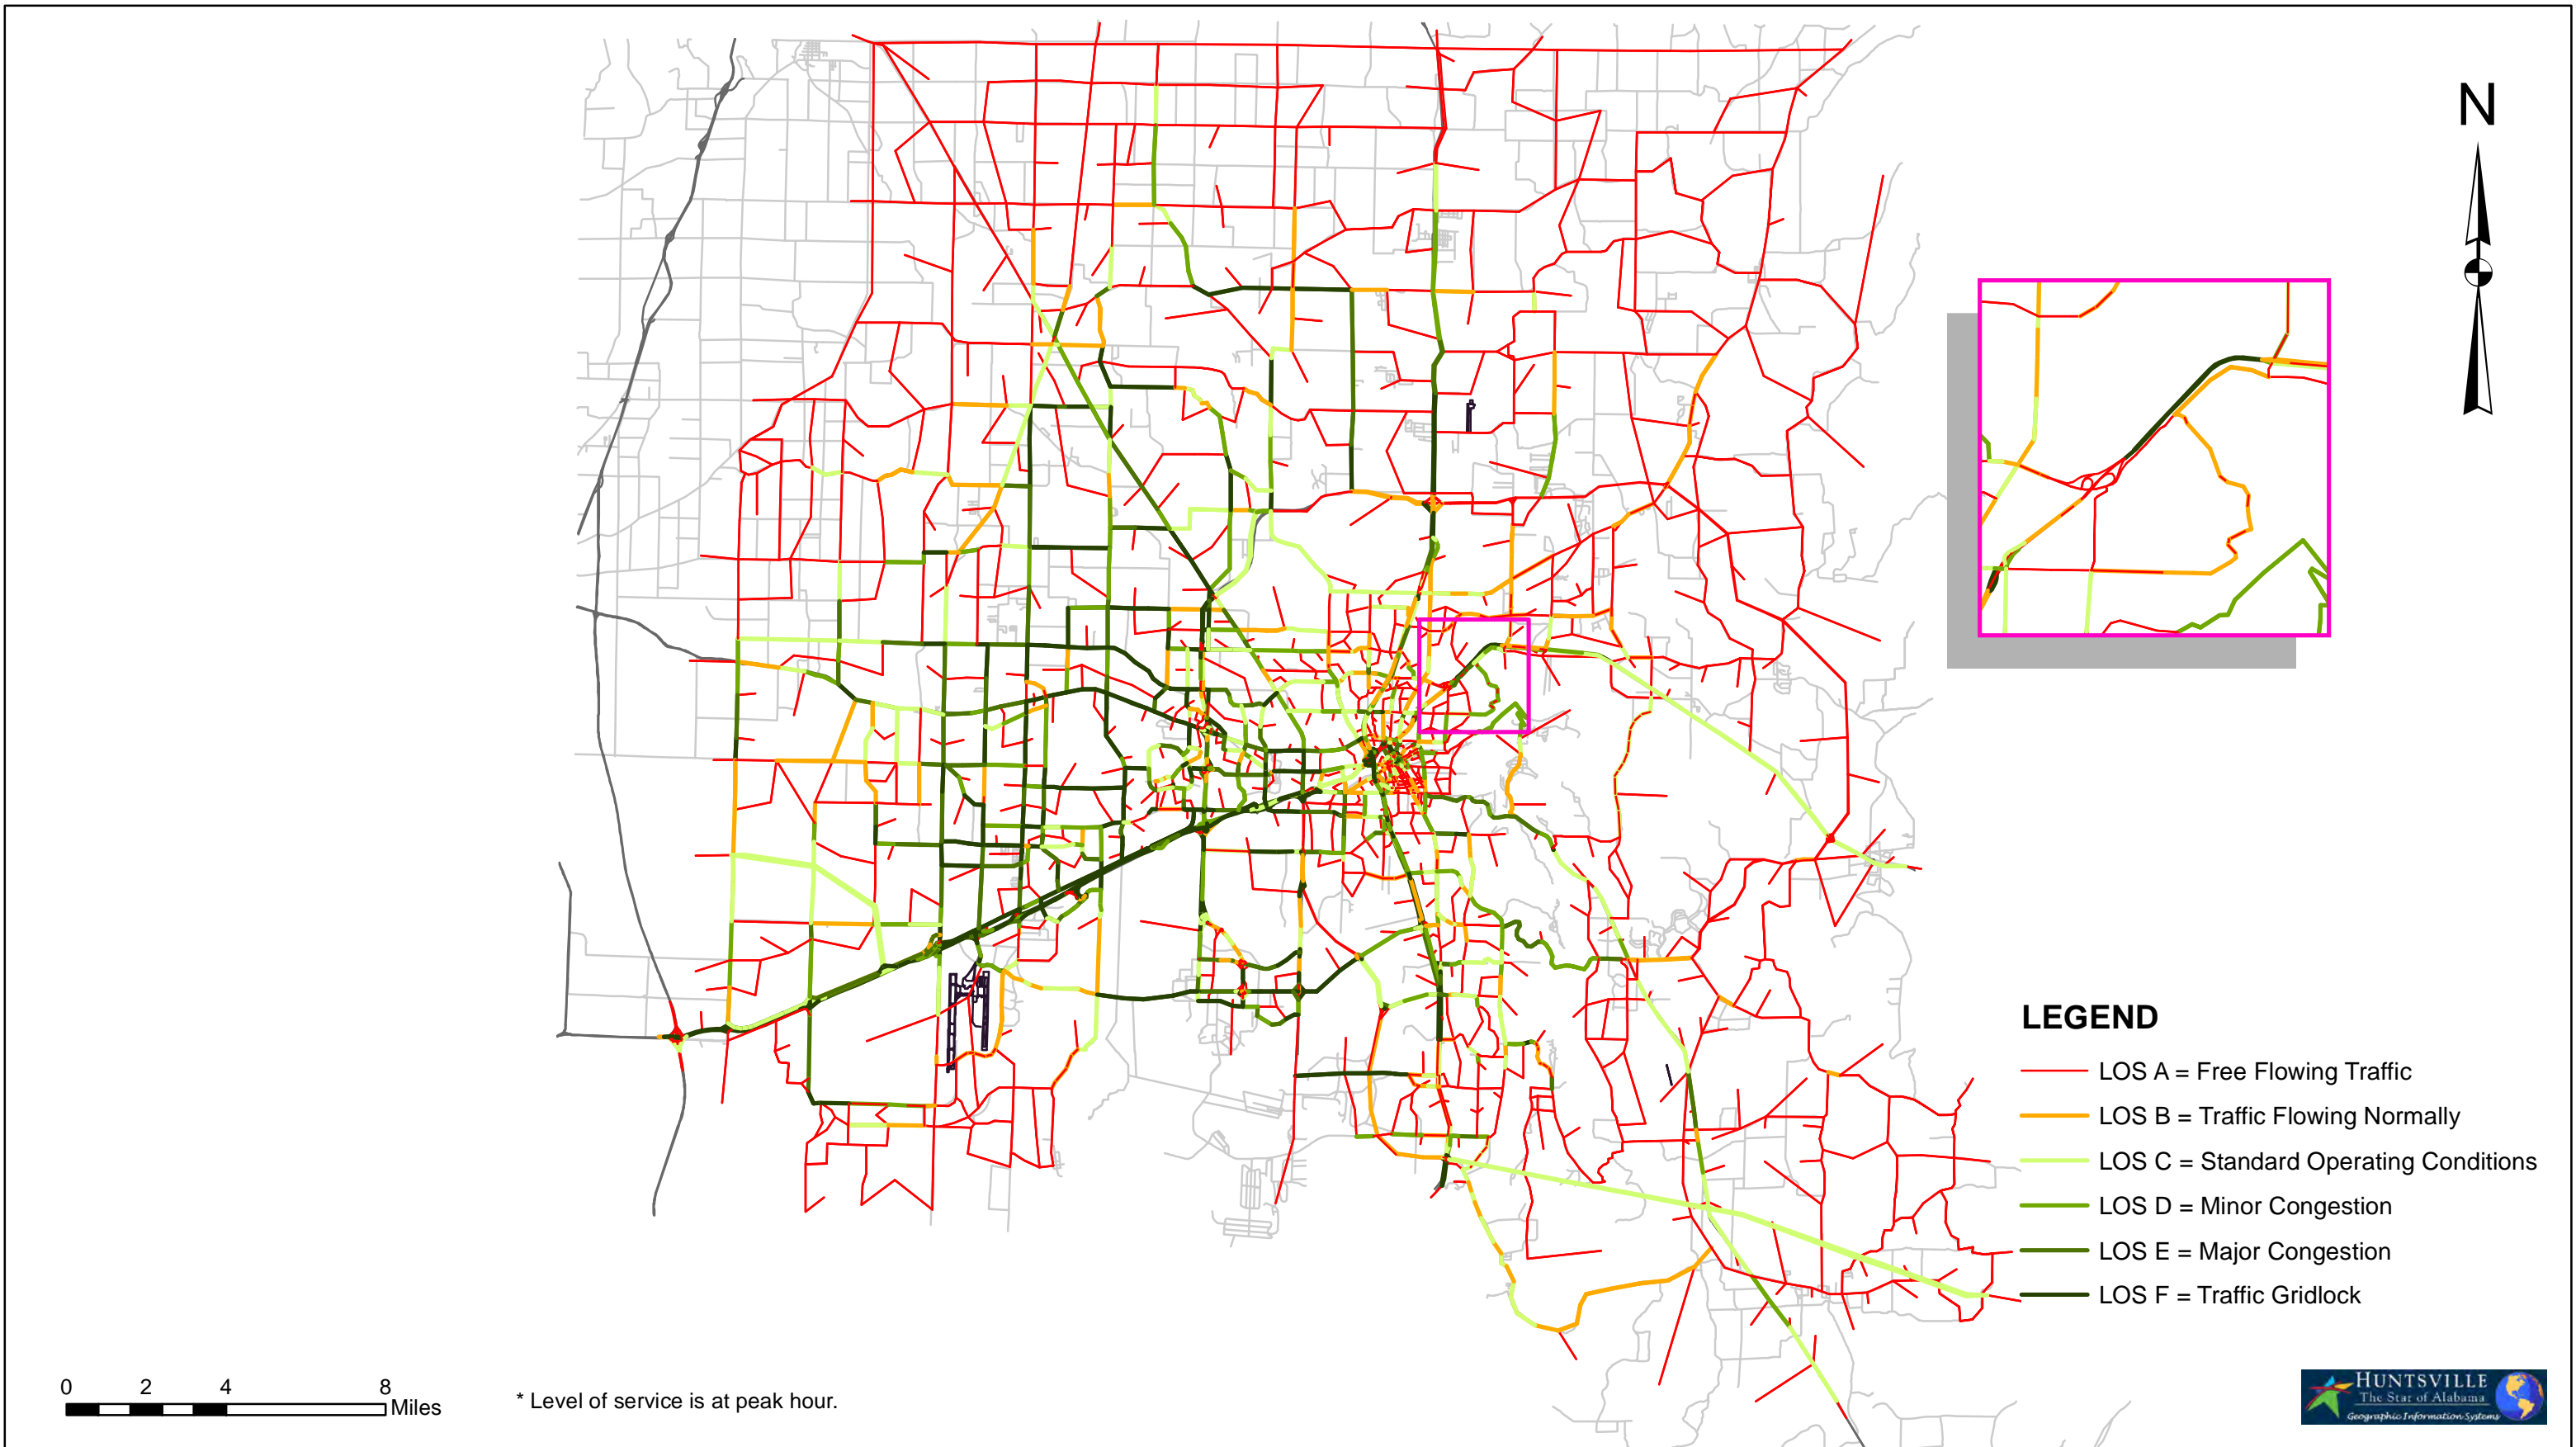 N
LEGEND
LOS A = Free Flowing Traffic
LOS B = Traffic Flowing Normally
LOS C = Standard Operating Conditions
LOS D = Minor Congestion
LOS E = Major Congestion
LOS F = Traffic Gridlock
0 2 4 8
Miles
* Level of service is at peak hour.
HUNTSVILLE
The Star of Alabama
Geographic Information Systems